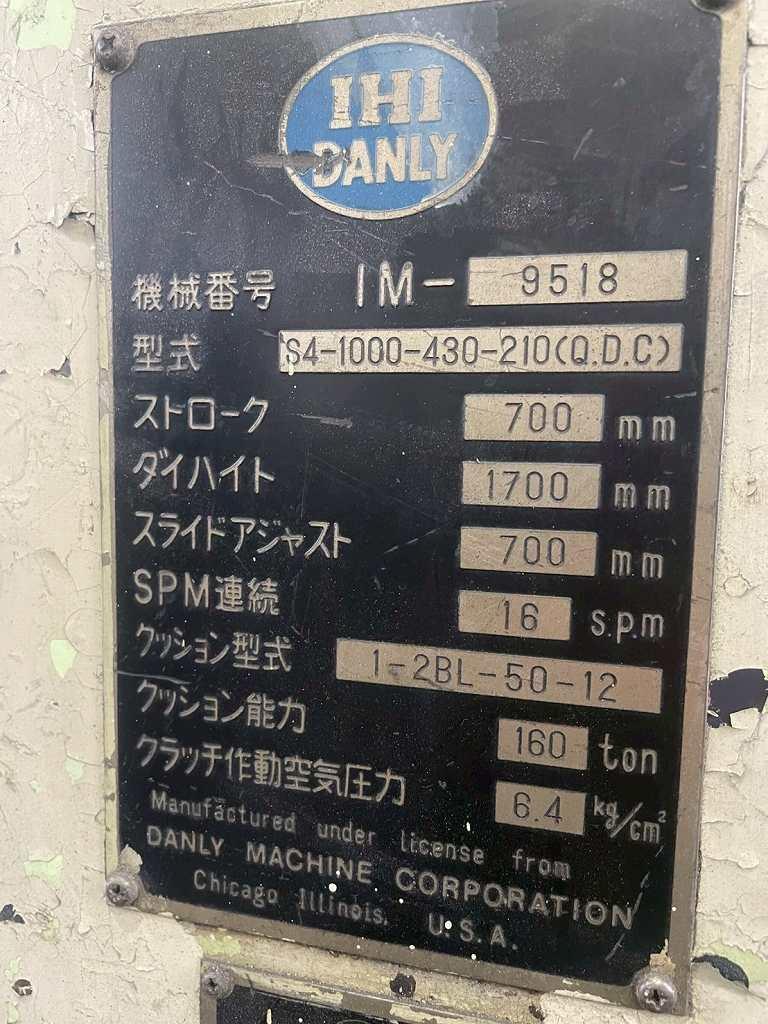 IHI
DANLY
機械番号 IM- 9518
型式 S4-1000-430-210(Q.D.C)
ストローク 700 mm
ダイハイト 1700 mm
スライドアジャスト 700 mm
SPM連続 16 s.p.m
クッション型式 1-2BL-50-12
クッション能力 160 ton
クラッチ作動空気圧力 6.4 kg/cm²
Manufactured under license from
DANLY MACHINE CORPORATION
Chicago Illinois. U.S.A.